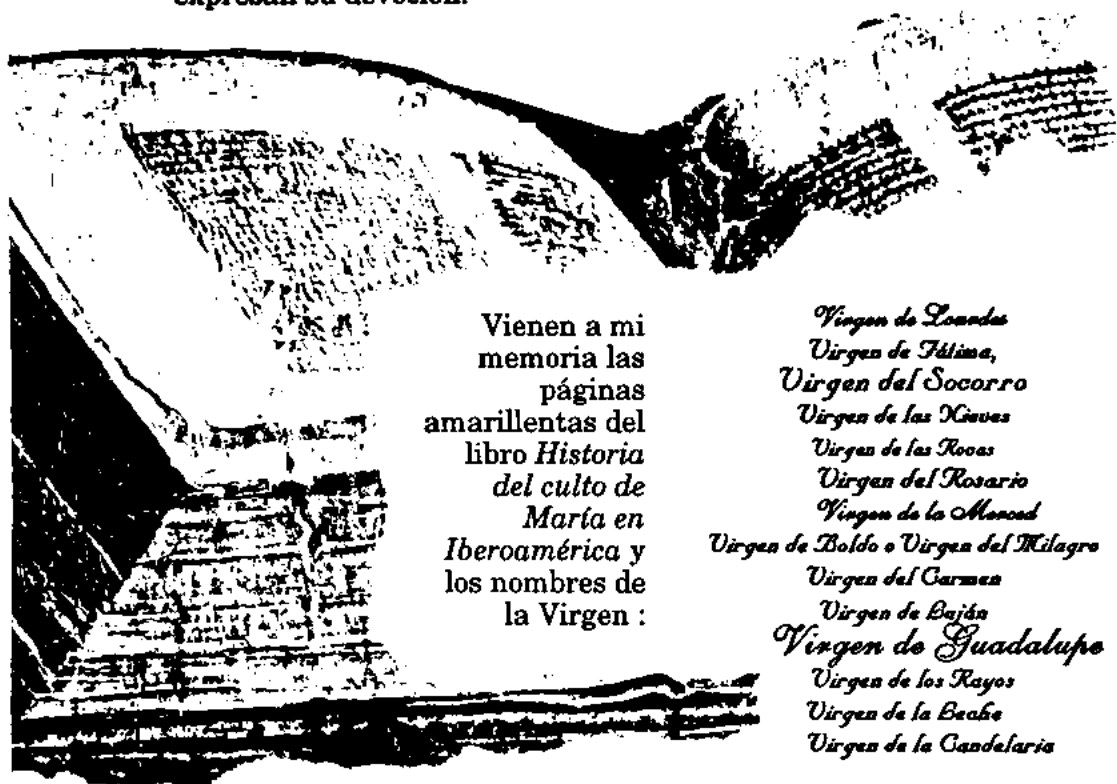 expresan su devoción.
Vienen a mi
memoria las
páginas
amarillentas del
libro Historia
del culto de
María en
Iberoamérica y
los nombres de
la Virgen :
Virgen de Lourdes
Virgen de Fátima,
Virgen del Socorro
Virgen de las Nieves
Virgen de las Rocas
Virgen del Rosario
Virgen de la Merced
Virgen de Boldo o Virgen del Milagro
Virgen del Carmen
Virgen de Luján
Virgen de Guadalupe
Virgen de los Rayos
Virgen de la Leche
Virgen de la Candelaria